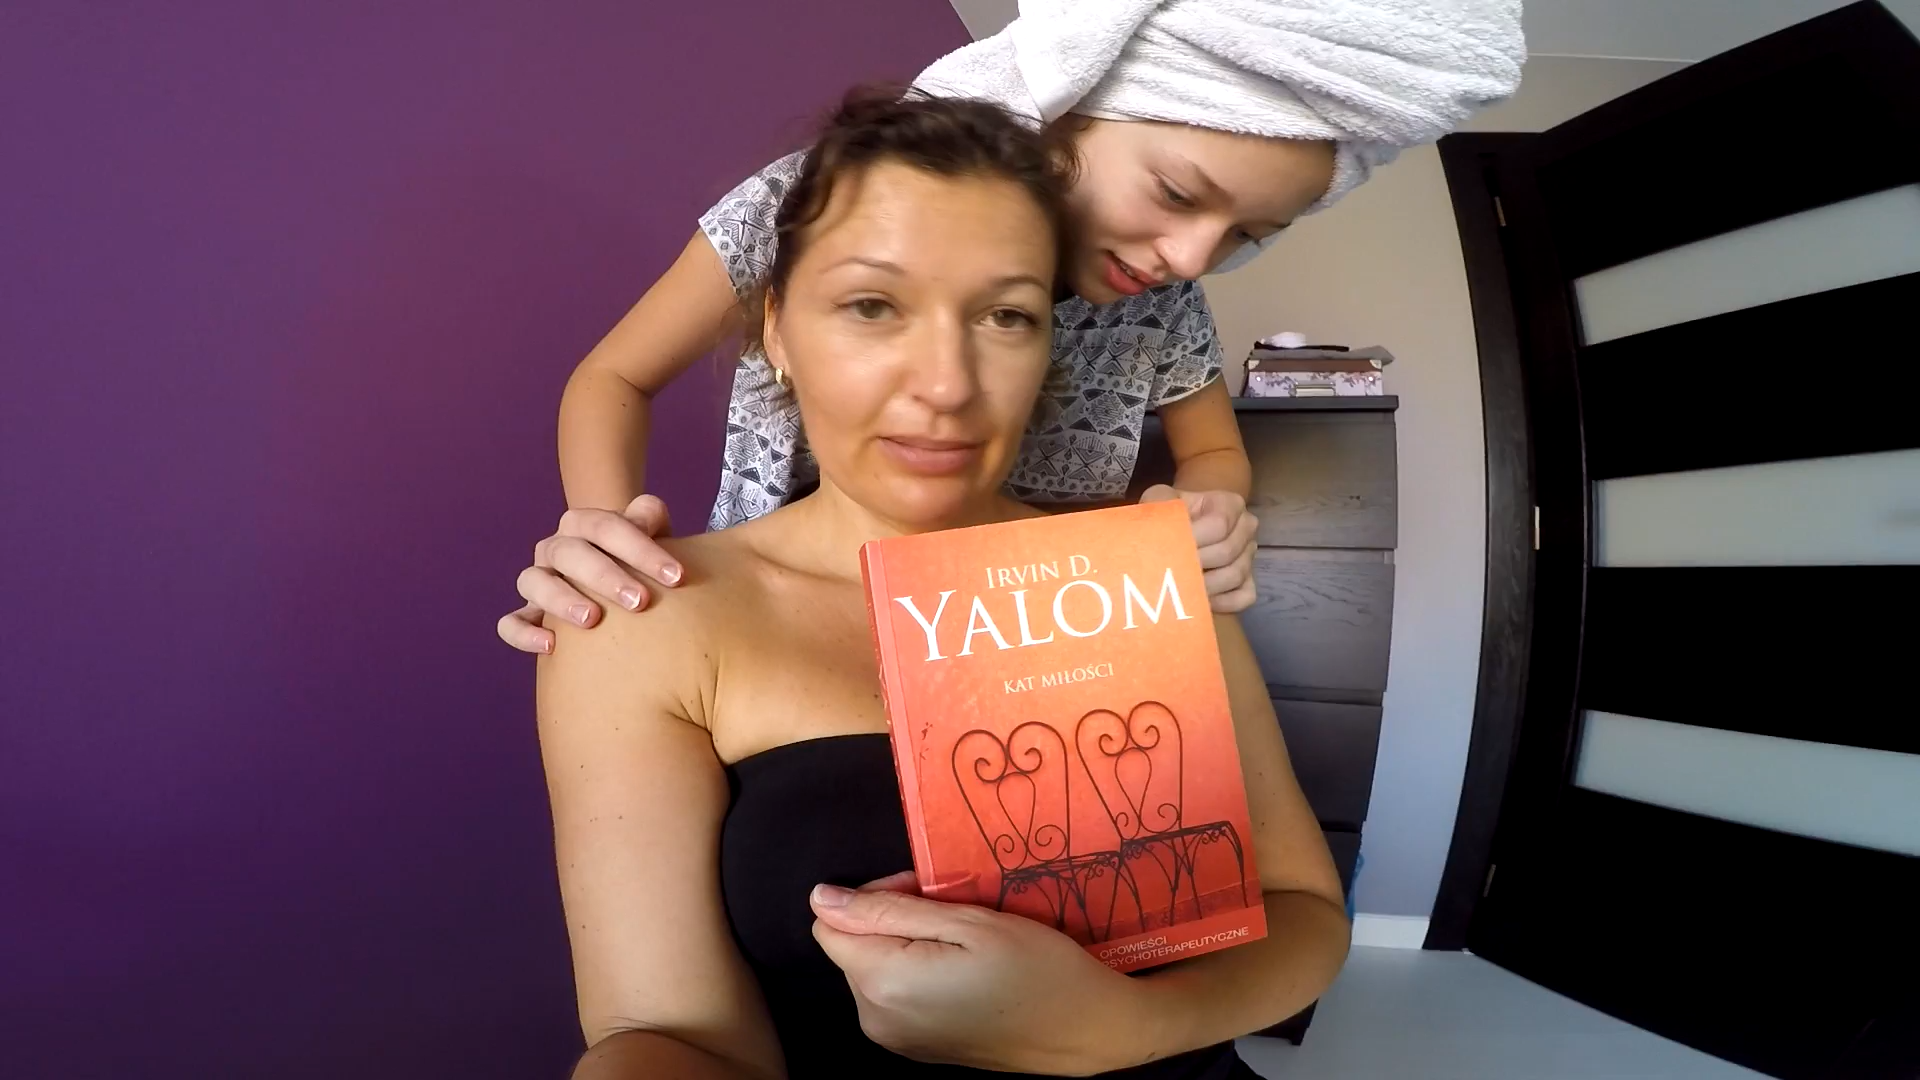 IRVIN D.
YALOM
KAT MIŁOŚCI
OPOWIEŚCI
PSYCHOTERAPEUTYCZNE